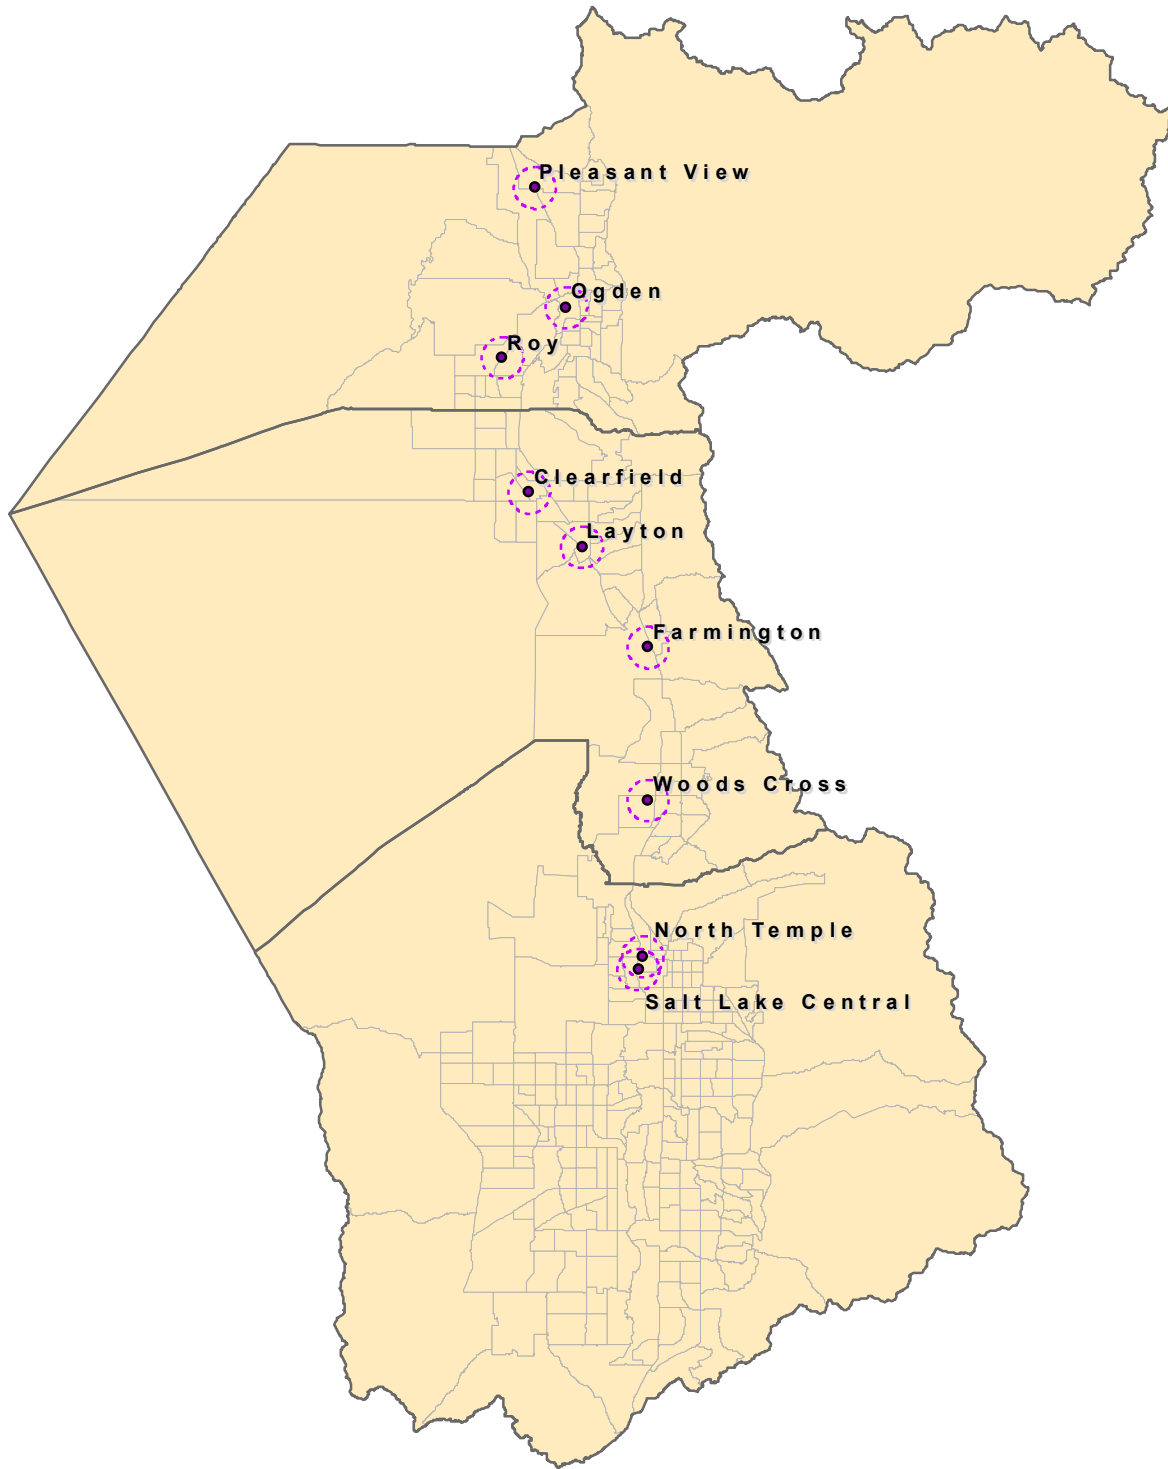 Pleasant View
Ogden
Roy
Clearfield
Layton
Farmington
Woods Cross
North Temple
Salt Lake Central